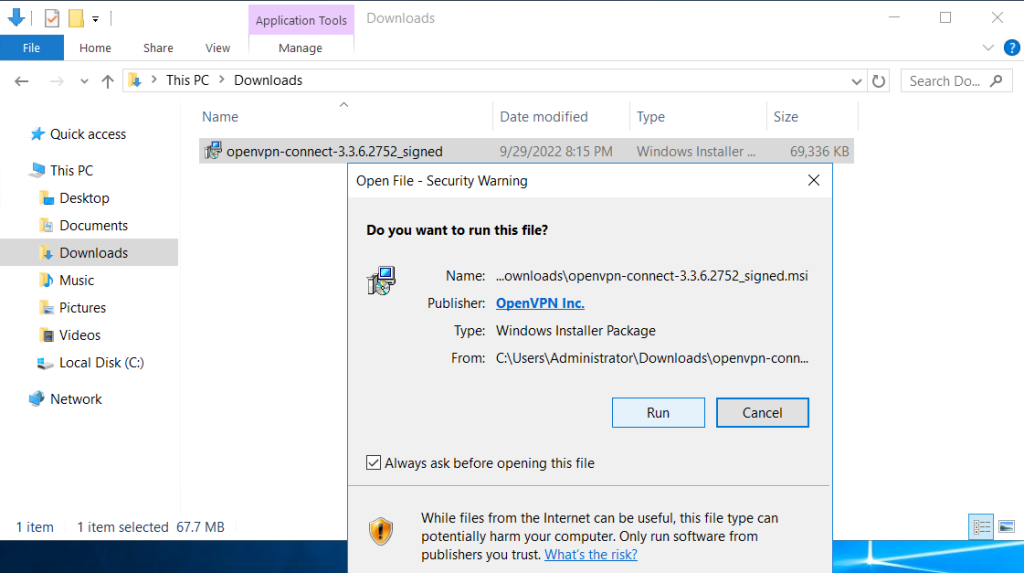 Application Tools
Downloads
File
Home
Share
View
Manage
This PC
Downloads
Search Do...
Name
Date modified
Type
Size
Quick access
This PC
Desktop
Documents
Downloads
Music
Pictures
Videos
Local Disk (C:)
Network
openvpn-connect-3.3.6.2752_signed 9/29/2022 8:15 PM Windows Installer ... 69,336 KB
Open File - Security Warning
Do you want to run this file?
Name: ...ownloads\openvpn-connect-3.3.6.2752_signed.msi
Publisher: OpenVPN Inc.
Type: Windows Installer Package
From: C:\Users\Administrator\Downloads\openvpn-conn...
Run
Cancel
Always ask before opening this file
While files from the Internet can be useful, this file type can
potentially harm your computer. Only run software from
publishers you trust. What's the risk?
1 item
1 item selected 67.7 MB